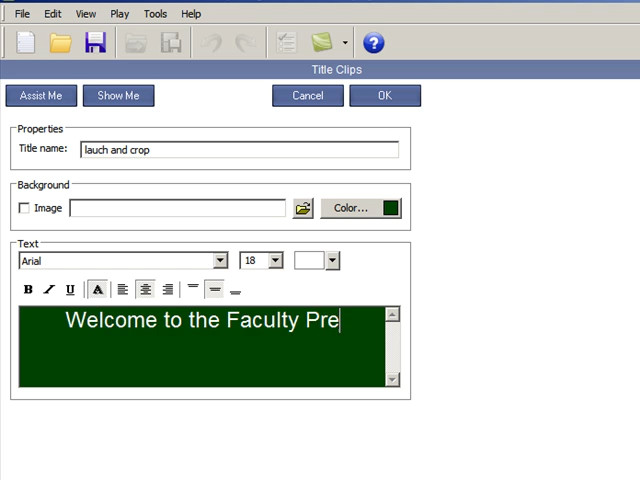 File Edit View Play Tools Help
Title Clips
Assist Me Show Me Cancel OK
Properties
Title name: lauch and crop
Background
Image Color...
Text
Arial 18
B I U A
Welcome to the Faculty Pre